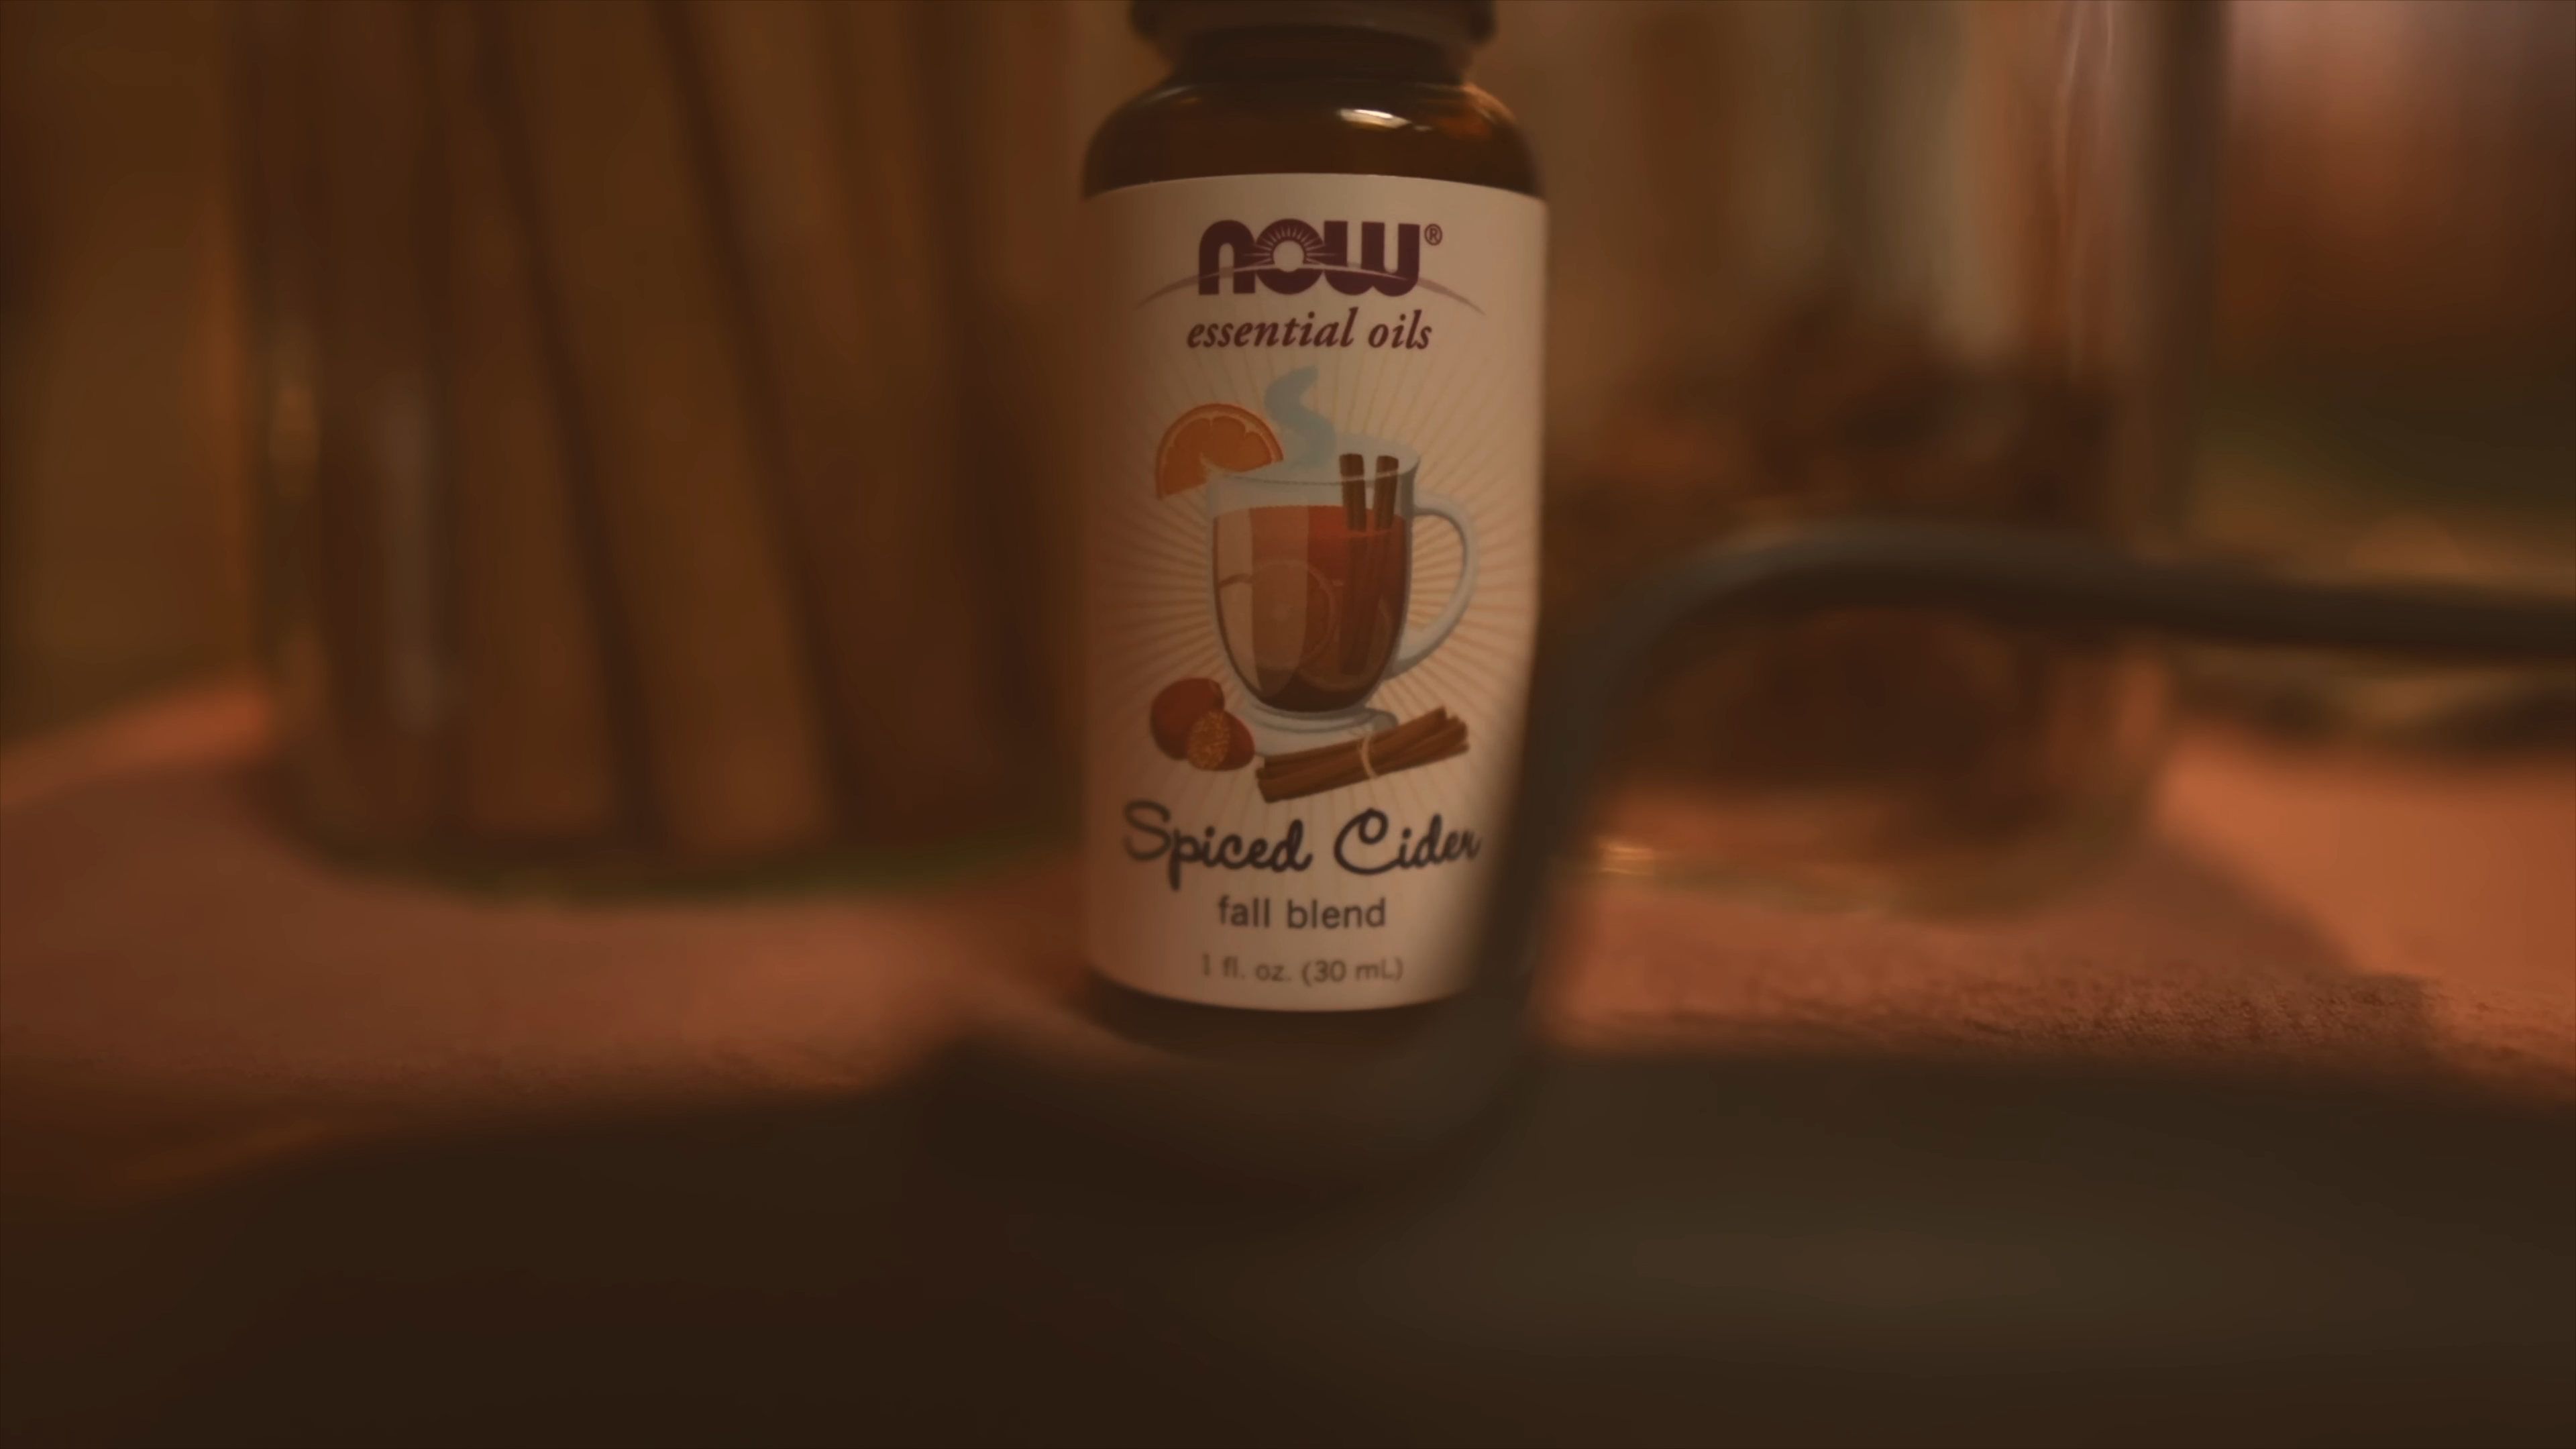 now®
essential oils
Spiced Cider
fall blend
1 fl. oz. (30 mL)